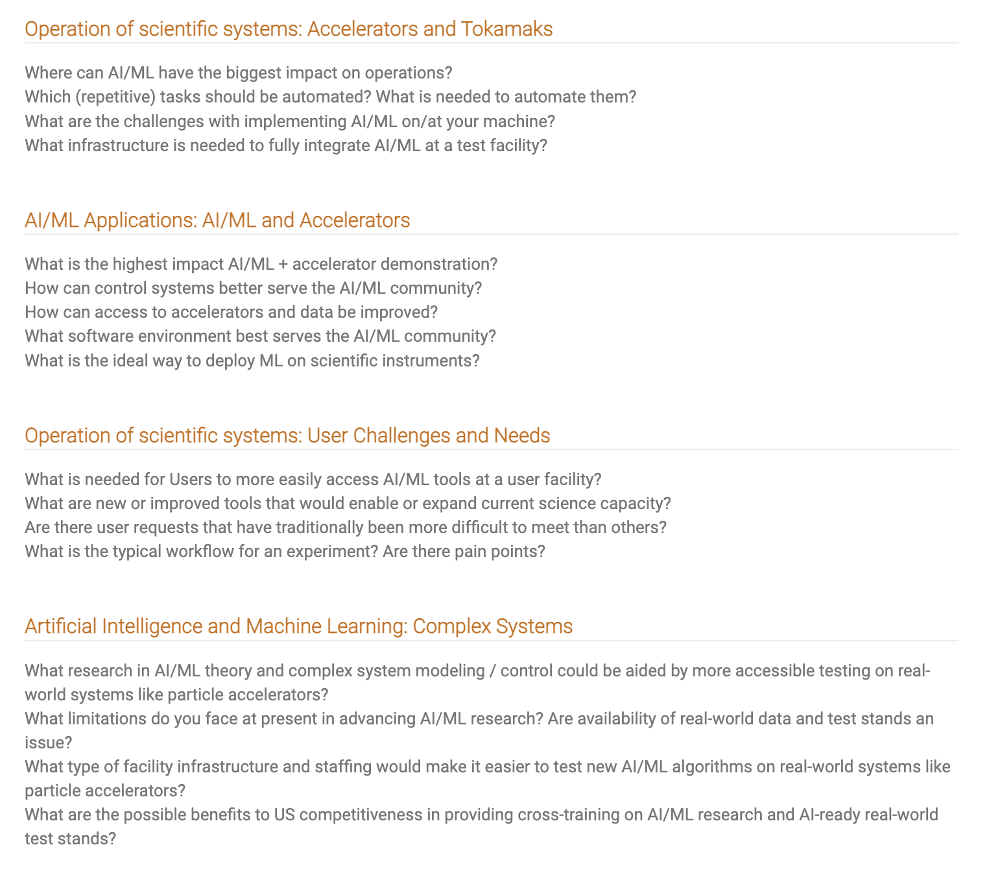 Operation of scientific systems: Accelerators and Tokamaks
Where can AI/ML have the biggest impact on operations?
Which (repetitive) tasks should be automated? What is needed to automate them?
What are the challenges with implementing AI/ML on/at your machine?
What infrastructure is needed to fully integrate AI/ML at a test facility?
AI/ML Applications: AI/ML and Accelerators
What is the highest impact AI/ML + accelerator demonstration?
How can control systems better serve the AI/ML community?
How can access to accelerators and data be improved?
What software environment best serves the AI/ML community?
What is the ideal way to deploy ML on scientific instruments?
Operation of scientific systems: User Challenges and Needs
What is needed for Users to more easily access AI/ML tools at a user facility?
What are new or improved tools that would enable or expand current science capacity?
Are there user requests that have traditionally been more difficult to meet than others?
What is the typical workflow for an experiment? Are there pain points?
Artificial Intelligence and Machine Learning: Complex Systems
What research in AI/ML theory and complex system modeling / control could be aided by more accessible testing on real-
world systems like particle accelerators?
What limitations do you face at present in advancing AI/ML research? Are availability of real-world data and test stands an
issue?
What type of facility infrastructure and staffing would make it easier to test new AI/ML algorithms on real-world systems like
particle accelerators?
What are the possible benefits to US competitiveness in providing cross-training on AI/ML research and AI-ready real-world
test stands?